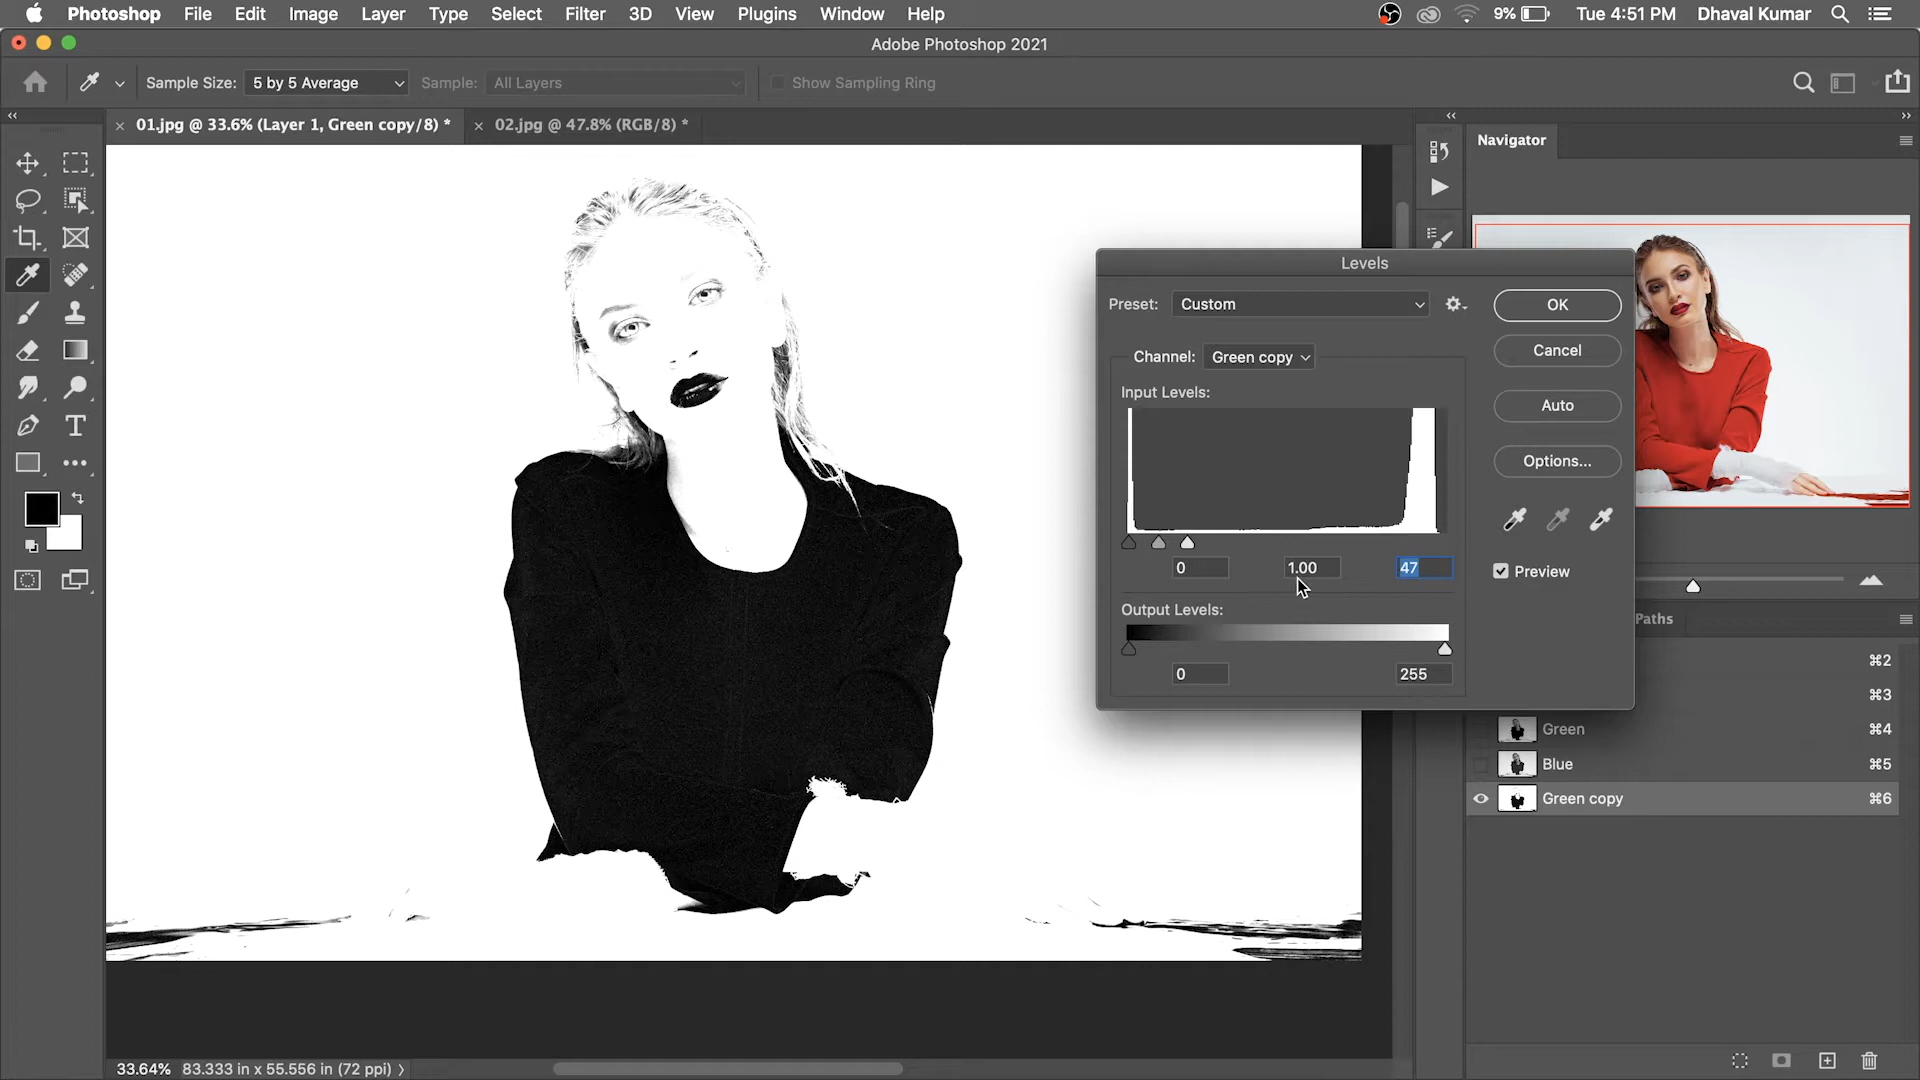 Photoshop File Edit Image Layer Type Select Filter 3D View Plugins Window Help 9% Tue 4:51 PM Dhaval Kumar
Adobe Photoshop 2021
Sample Size: 5 by 5 Average Sample: All Layers Show Sampling Ring
01.jpg @ 33.6% (Layer 1, Green copy/8) * 02.jpg @ 47.8% (RGB/8) *
Navigator
Levels
Preset: Custom OK
Channel: Green copy Cancel
Input Levels:
Auto
Options...
0 1.00 47 Preview
Output Levels:
0 255
Paths
⌘2
⌘3
Green ⌘4
Blue ⌘5
Green copy ⌘6
T
33.64% 83.333 in x 55.556 in (72 ppi)